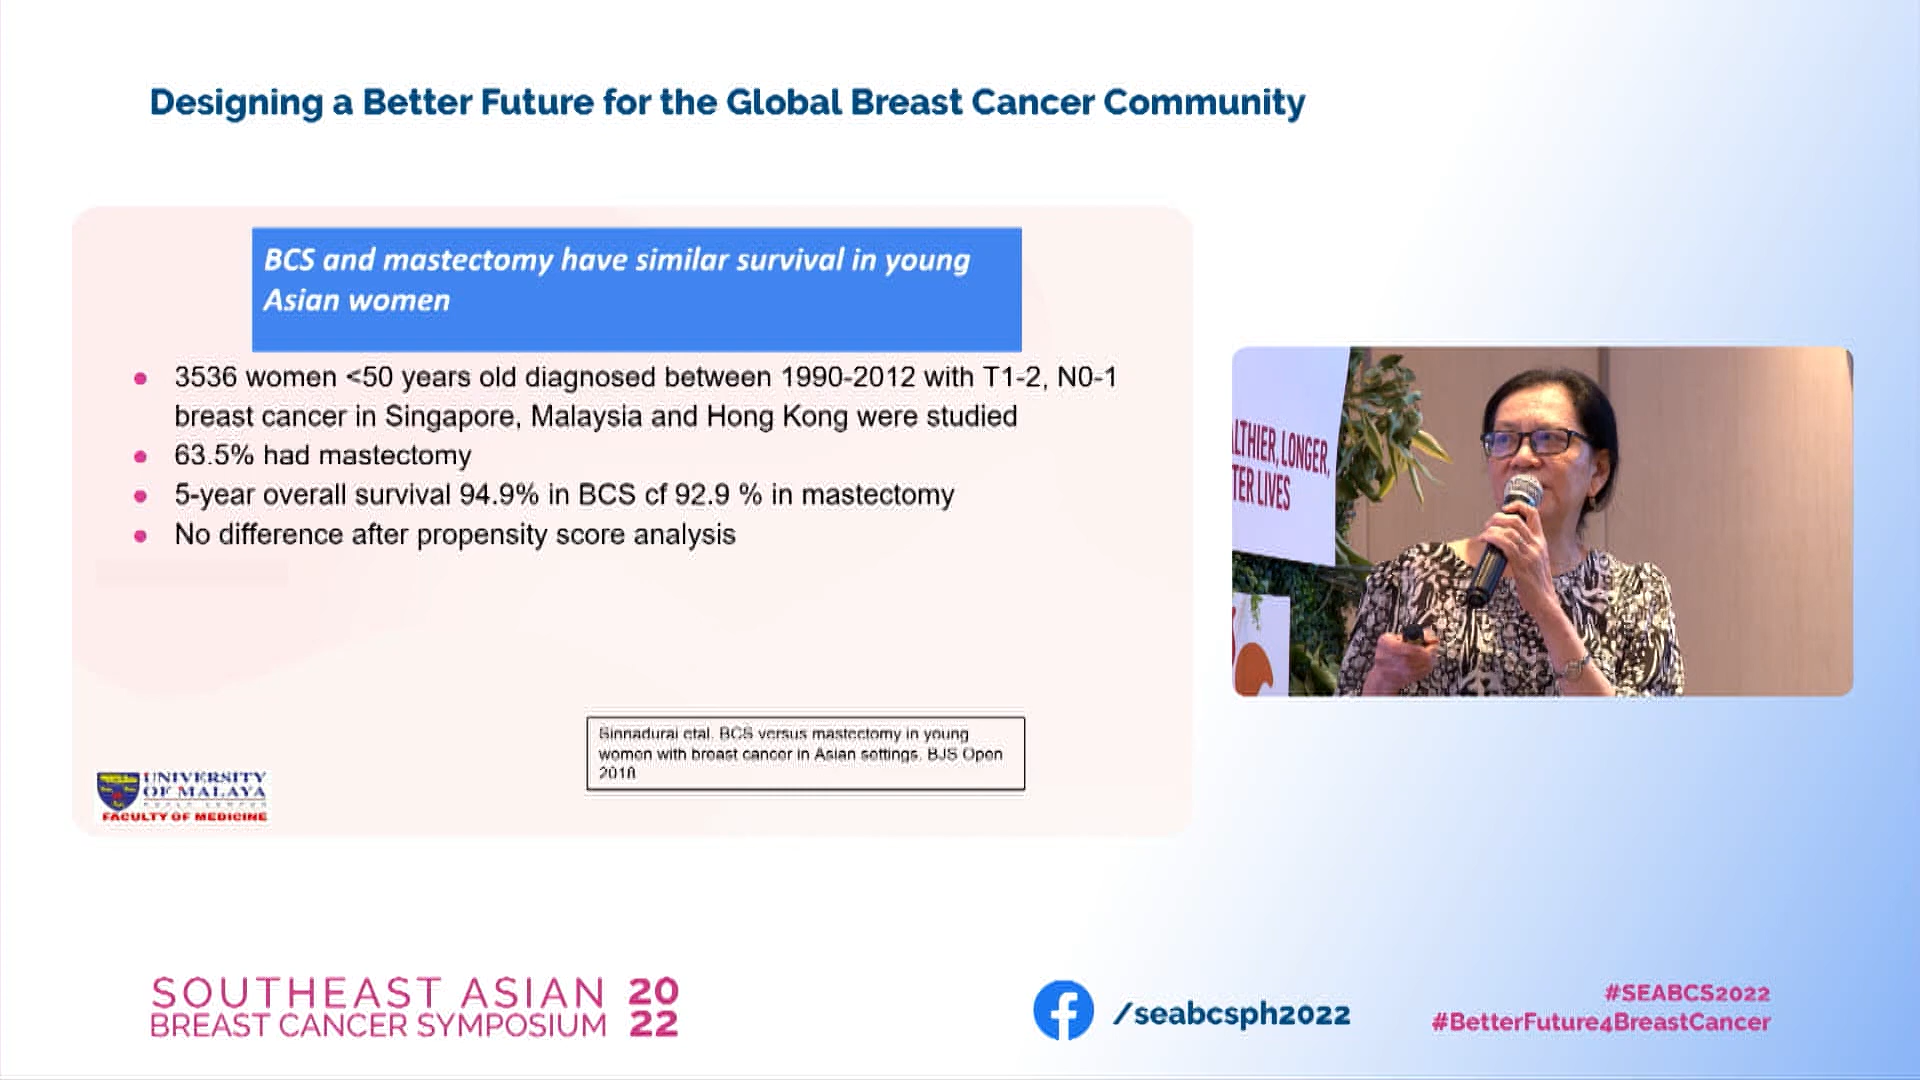 Designing a Better Future for the Global Breast Cancer Community
BCS and mastectomy have similar survival in young
Asian women
3536 women <50 years old diagnosed between 1990-2012 with T1-2, N0-1
breast cancer in Singapore, Malaysia and Hong Kong were studied
63.5% had mastectomy
5-year overall survival 94.9% in BCS cf 92.9 % in mastectomy
No difference after propensity score analysis
Sinnadurai etal. BCS versus mastectomy in young
women with breast cancer in Asian settings. BJS Open
2018
UNIVERSITY
OF MALAYA
FACULTY OF MEDICINE
LTHIER, LONGER,
TER LIVES
SOUTHEAST ASIAN 20
BREAST CANCER SYMPOSIUM 22
/seabcsph2022
#SEABCS2022
#BetterFuture4BreastCancer